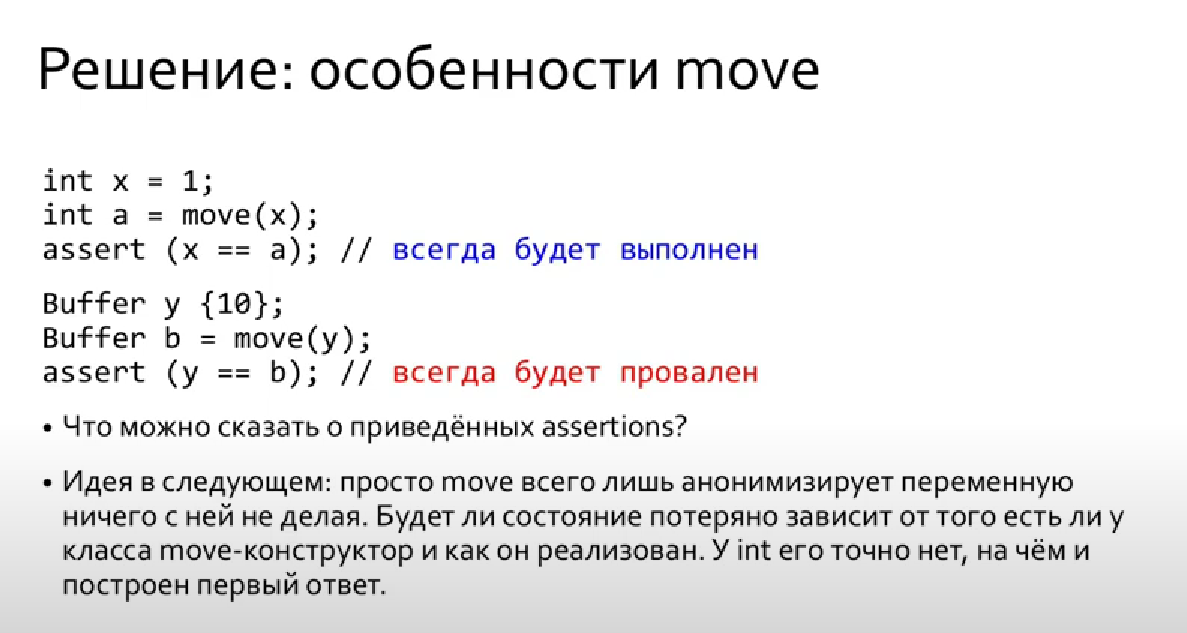 Решение: особенности move
int x = 1;
int a = move(x);
assert (x == a); // всегда будет выполнен
Buffer y {10};
Buffer b = move(y);
assert (y == b); // всегда будет провален
• Что можно сказать о приведённых assertions?
• Идея в следующем: просто move всего лишь анонимизирует переменную
ничего с ней не делая. Будет ли состояние потеряно зависит от того есть ли у
класса move-конструктор и как он реализован. У int его точно нет, на чём и
построен первый ответ.